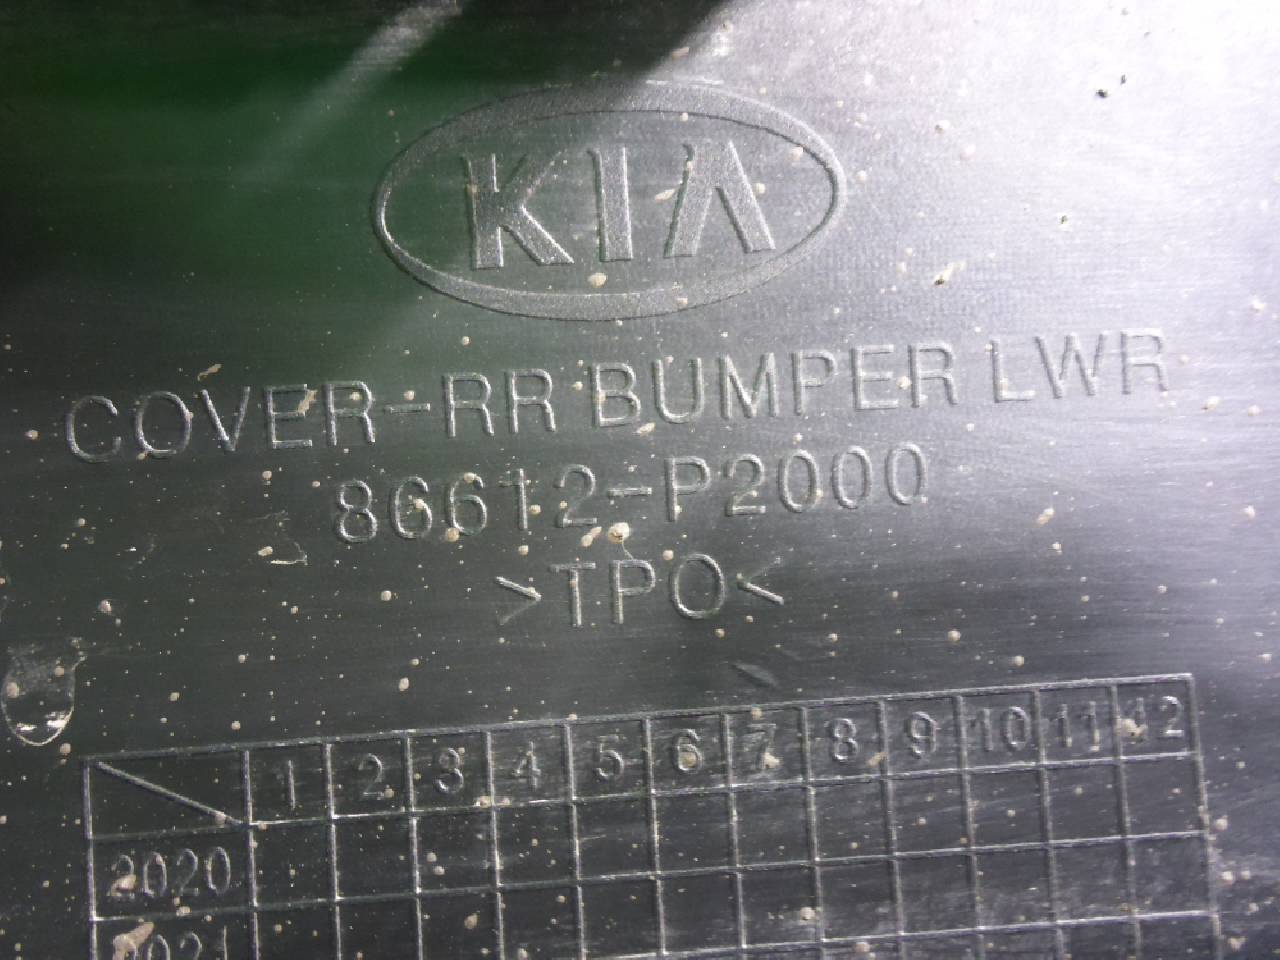 KIA
COVER-RR BUMPER LWR
86612-P2000
>TPO<
1 2 3 4 5 6 7 8 9 10 11 12
2020
2021